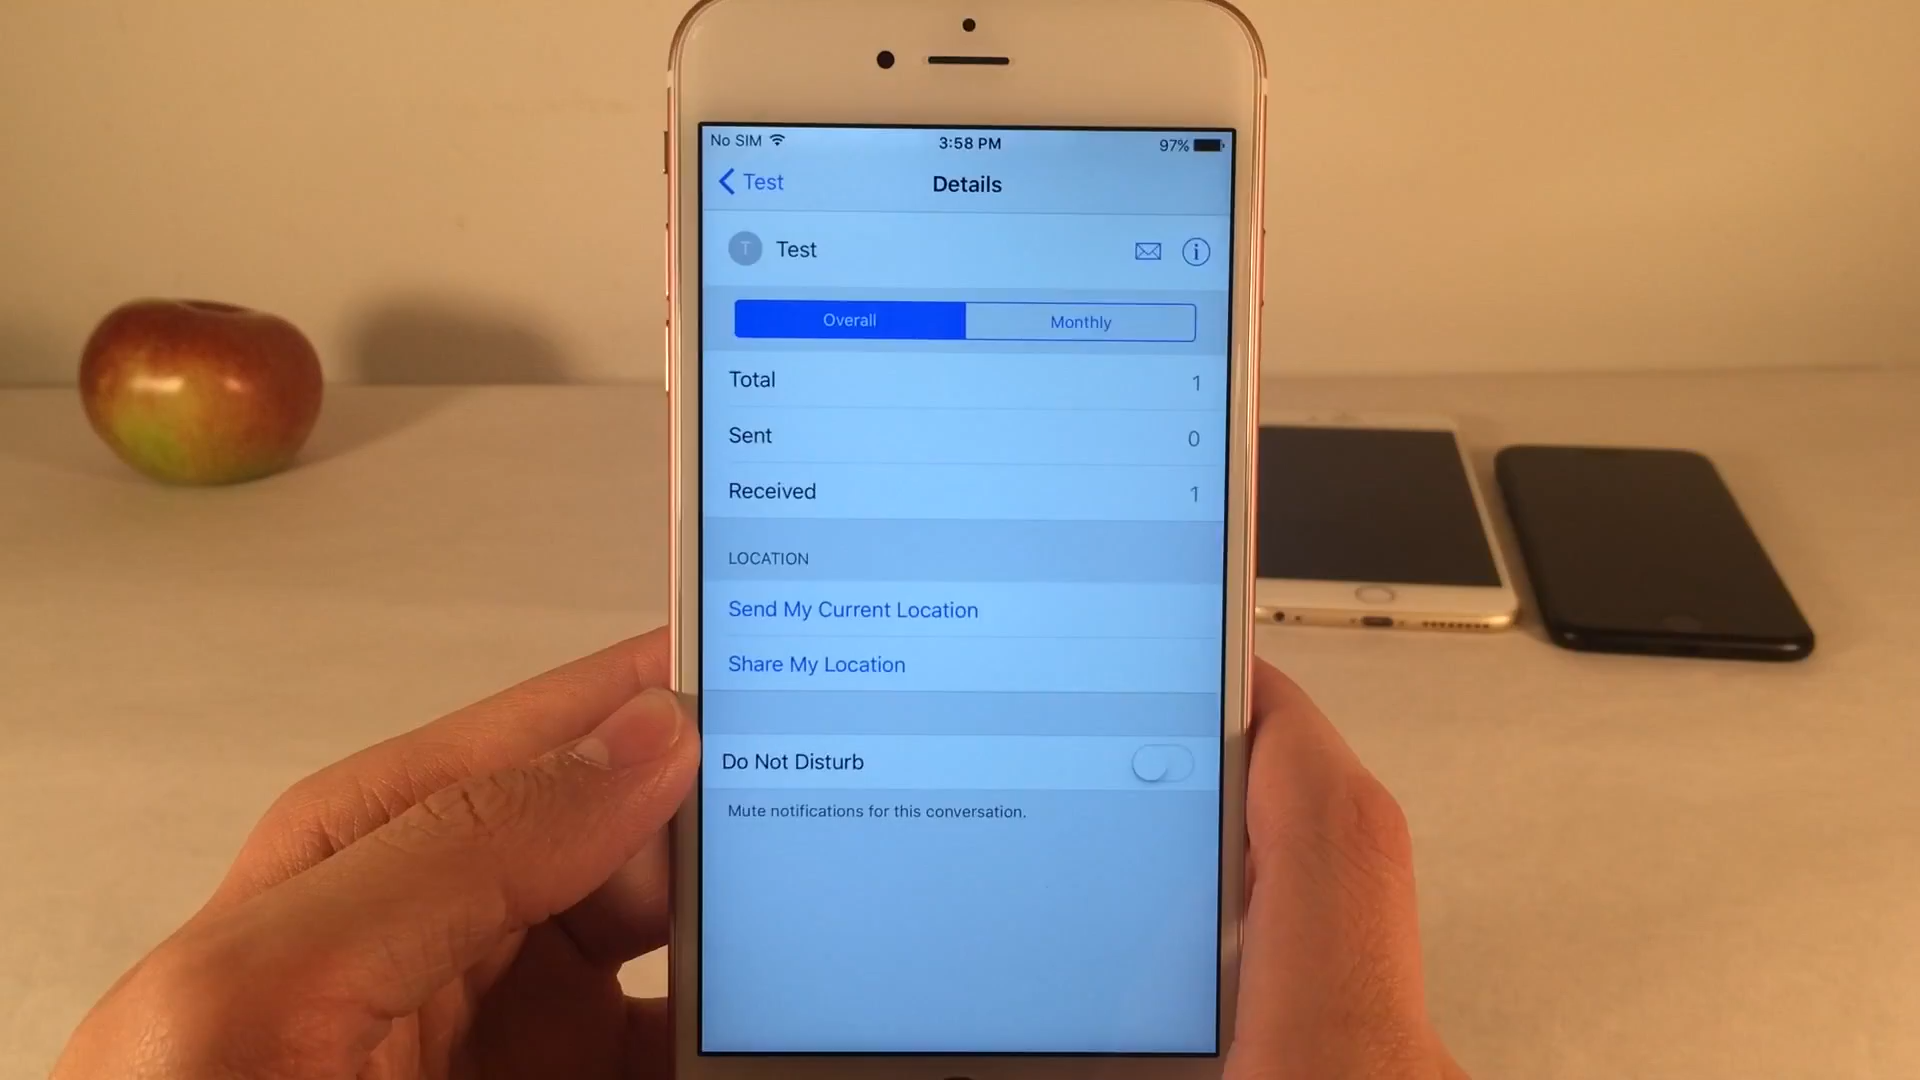 No SIM 3:58 PM 97%
Test Details
T Test
Overall Monthly
Total 1
Sent 0
Received 1
LOCATION
Send My Current Location
Share My Location
Do Not Disturb
Mute notifications for this conversation.